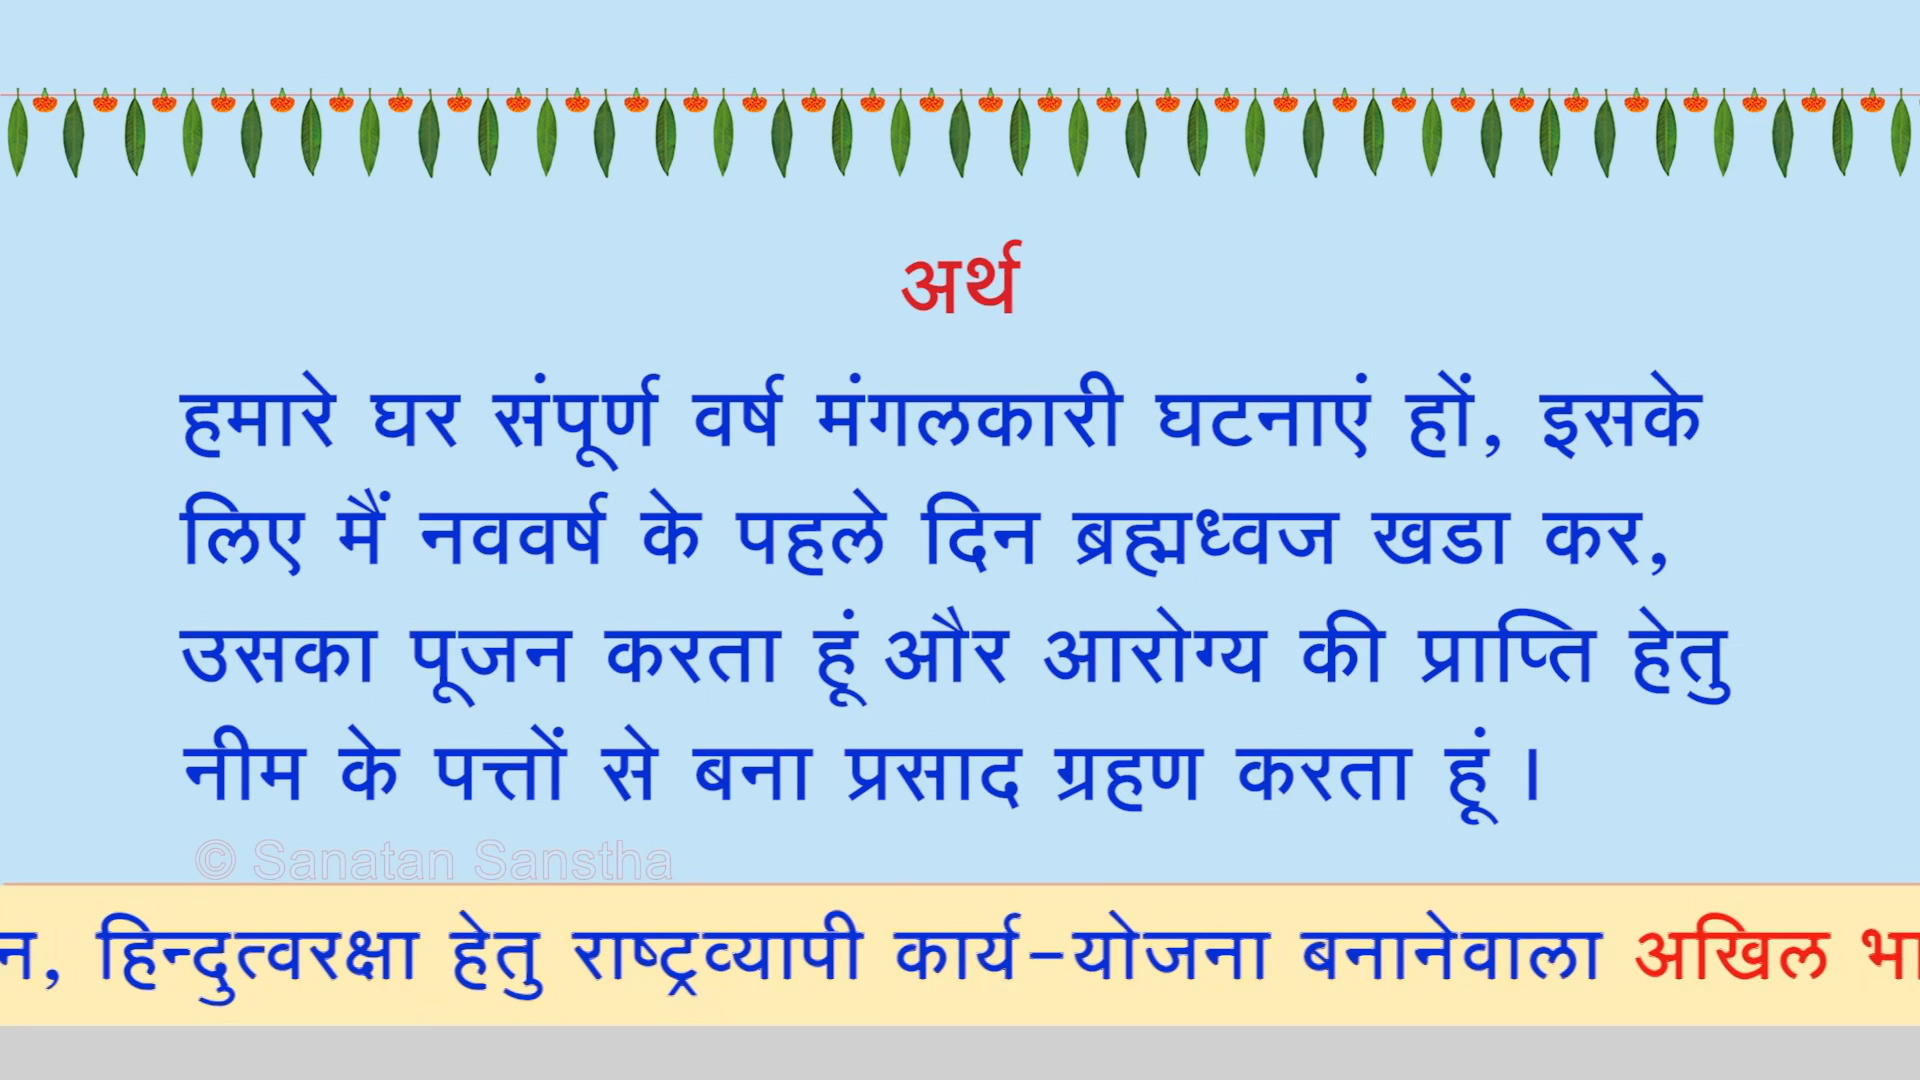 अर्थ
हमारे घर संपूर्ण वर्ष मंगलकारी घटनाएं हों, इसके
लिए मैं नववर्ष के पहले दिन ब्रह्मध्वज खडा कर,
उसका पूजन करता हूं और आरोग्य की प्राप्ति हेतु
नीम के पत्तों से बना प्रसाद ग्रहण करता हूं ।
© Sanatan Sanstha
न, हिन्दुत्वरक्षा हेतु राष्ट्रव्यापी कार्य-योजना बनानेवाला अखिल भा